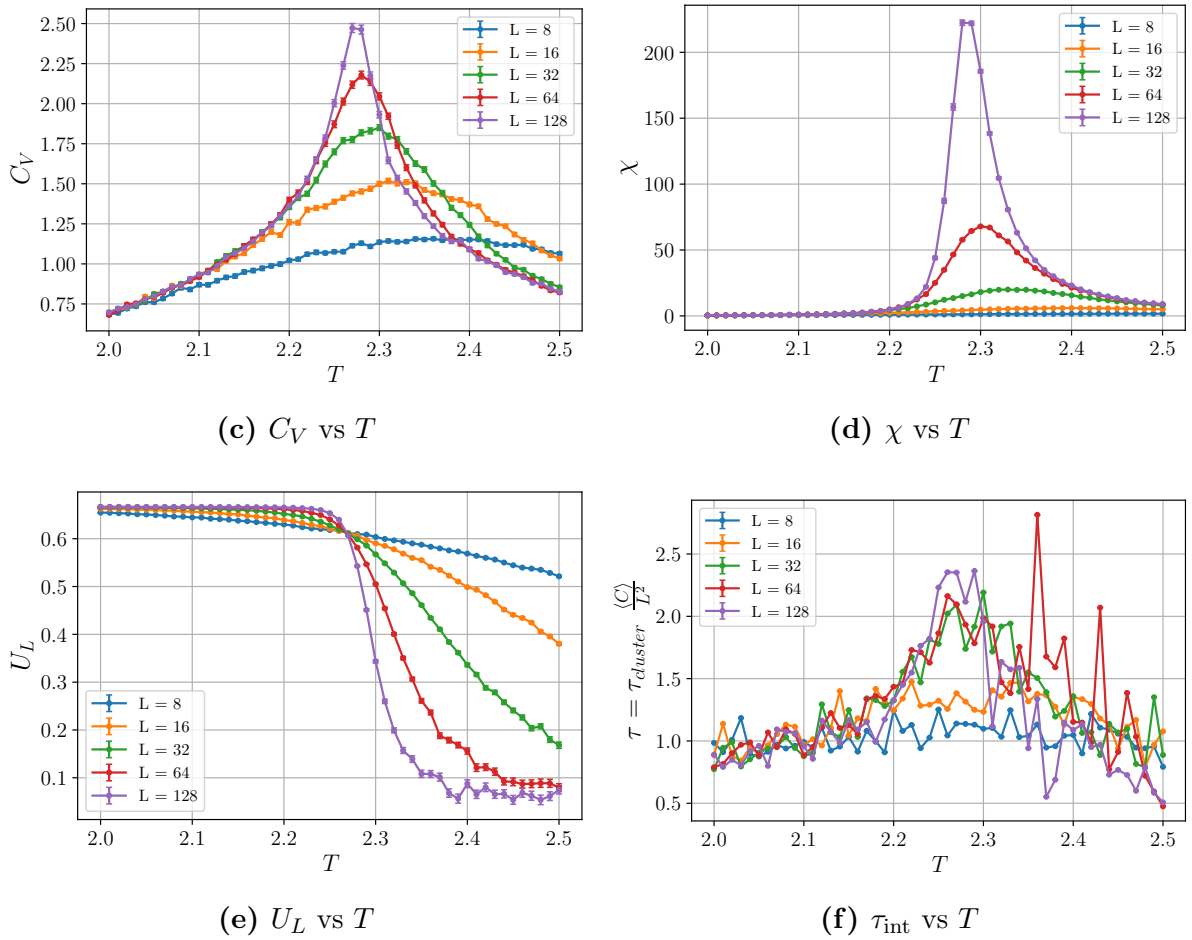 2.50
2.25
2.00
1.75
1.50
1.25
1.00
0.75
C_V
2.0 2.1 2.2 2.3 2.4 2.5
T
L = 8
L = 16
L = 32
L = 64
L = 128
(c) C_V vs T
200
150
100
50
0
χ
2.0 2.1 2.2 2.3 2.4 2.5
T
L = 8
L = 16
L = 32
L = 64
L = 128
(d) χ vs T
0.6
0.5
0.4
0.3
0.2
0.1
U_L
2.0 2.1 2.2 2.3 2.4 2.5
T
L = 8
L = 16
L = 32
L = 64
L = 128
(e) U_L vs T
2.5
2.0
1.5
1.0
0.5
τ = τ_cluster ⟨C⟩/L²
2.0 2.1 2.2 2.3 2.4 2.5
T
L = 8
L = 16
L = 32
L = 64
L = 128
(f) τ_int vs T